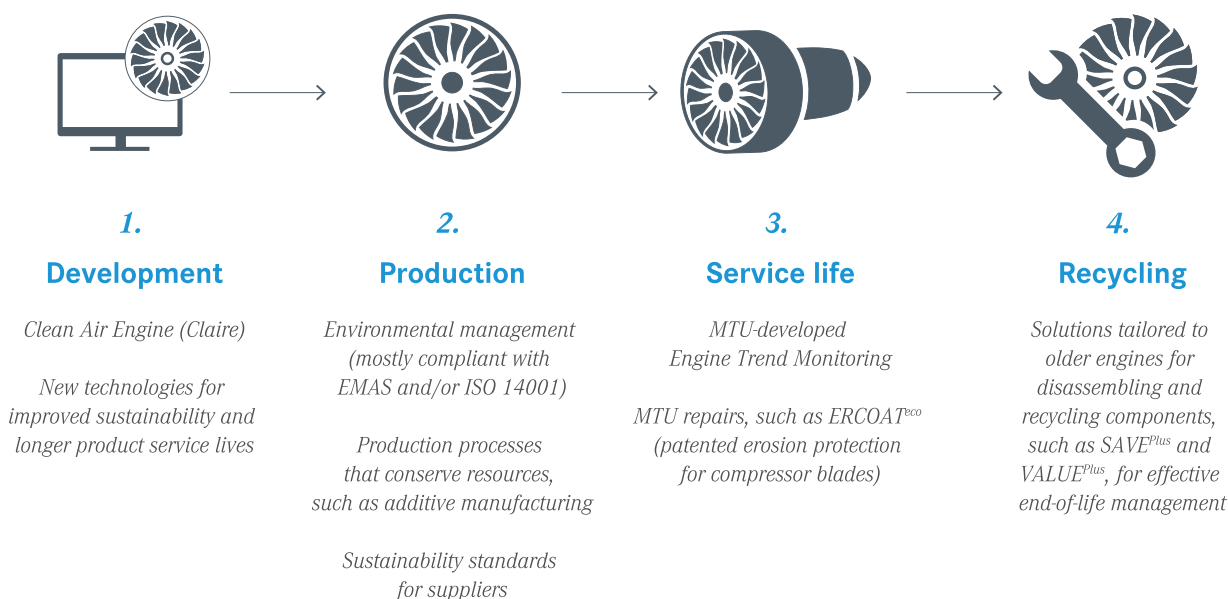 1.
Development
Clean Air Engine (Claire)
New technologies for
improved sustainability and
longer product service lives
2.
Production
Environmental management
(mostly compliant with
EMAS and/or ISO 14001)
Production processes
that conserve resources,
such as additive manufacturing
Sustainability standards
for suppliers
3.
Service life
MTU-developed
Engine Trend Monitoring
MTU repairs, such as ERCOATᵉᶜᵒ
(patented erosion protection
for compressor blades)
4.
Recycling
Solutions tailored to
older engines for
disassembling and
recycling components,
such as SAVEᴾˡᵘˢ and
VALUEᴾˡᵘˢ, for effective
end-of-life management